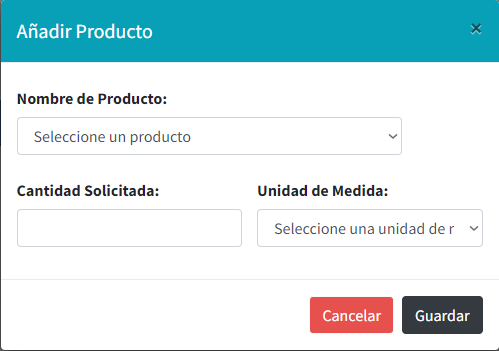 Añadir Producto
×
Nombre de Producto:
Seleccione un producto
Cantidad Solicitada: Unidad de Medida:
Seleccione una unidad de r
Cancelar Guardar